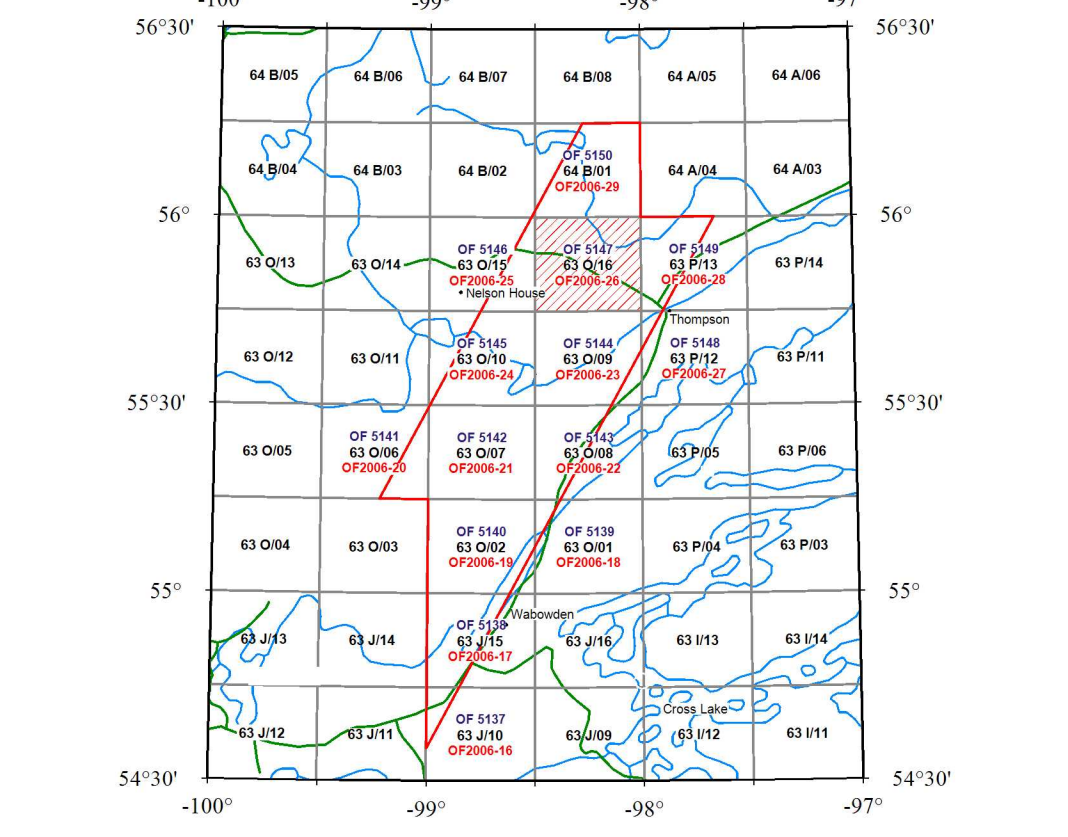 -100° -99° -98° -97
56°30' 56°30'
64 B/05 64 B/06 64 B/07 64 B/08 64 A/05 64 A/06
OF 5150
64 B/04 64 B/03 64 B/02 64 B/01 64 A/04 64 A/03
OF2006-29
56° 56°
OF 5146 OF 5147 OF 5149
63 O/13 63 O/14 63 O/15 63 O/16 63 P/13 63 P/14
OF2006-25 OF2006-26 OF2006-28
Nelson House
Thompson
OF 5145 OF 5144 OF 5148
63 O/12 63 O/11 63 O/10 63 O/09 63 P/12 63 P/11
OF2006-24 OF2006-23 OF2006-27
55°30' 55°30'
OF 5141 OF 5142 OF 5143
63 O/05 63 O/06 63 O/07 63 O/08 63 P/05 63 P/06
OF2006-20 OF2006-21 OF2006-22
OF 5140 OF 5139
63 O/04 63 O/03 63 O/02 63 O/01 63 P/04 63 P/03
OF2006-19 OF2006-18
55° 55°
Wabowden
OF 5138
63 J/13 63 J/14 63 J/15 63 J/16 63 I/13 63 I/14
OF2006-17
Cross Lake
OF 5137
63 J/12 63 J/11 63 J/10 63 J/09 63 I/12 63 I/11
OF2006-16
54°30' 54°30'
-100° -99° -98° -97°